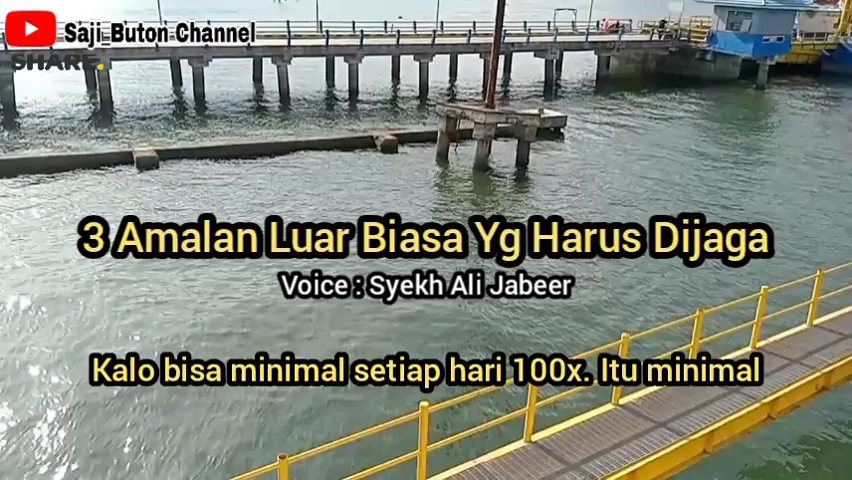 Saji_Buton Channel
SHARE.
3 Amalan Luar Biasa Yg Harus Dijaga
Voice : Syekh Ali Jabeer
Kalo bisa minimal setiap hari 100x. Itu minimal